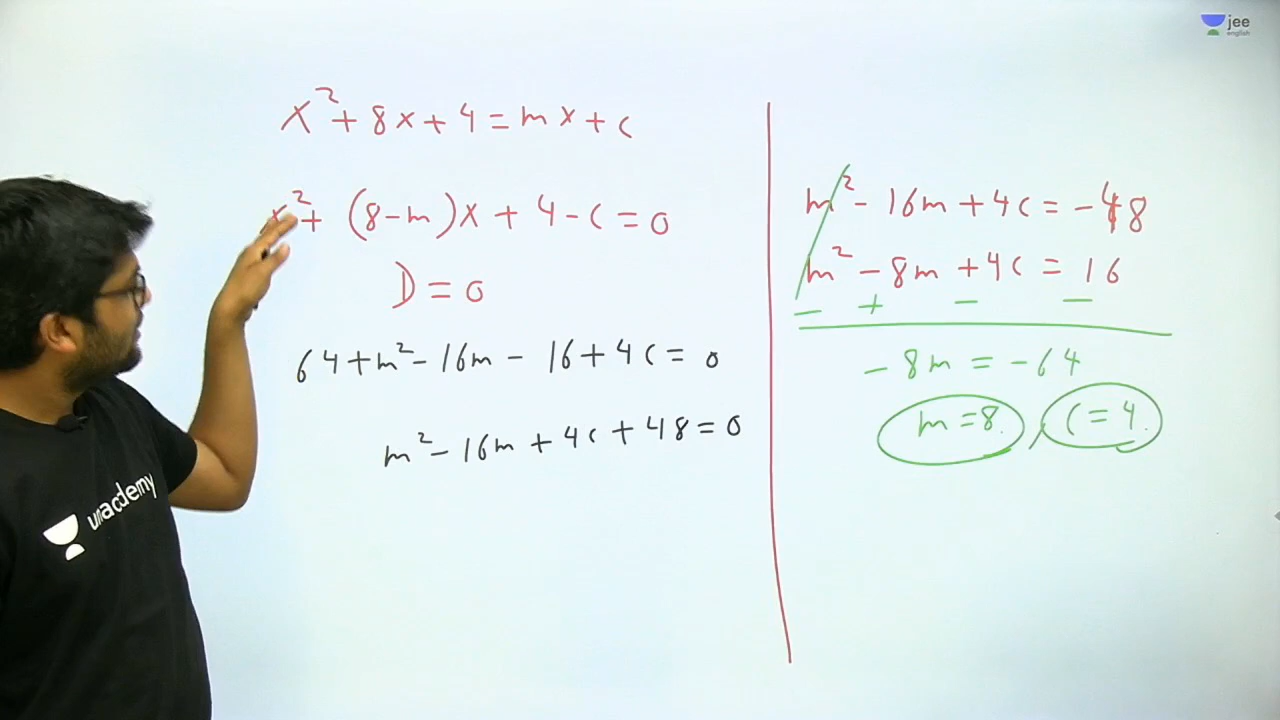 jee
english
x² + 8x + 4 = mx + c
x² + (8-m)x + 4 - c = 0
D = 0
64 + m² - 16m - 16 + 4c = 0
m² - 16m + 4c + 48 = 0
m² - 16m + 4c = -48
m² - 8m + 4c = 16
- + - -
-8m = -64
m = 8, c = 4
unacademy